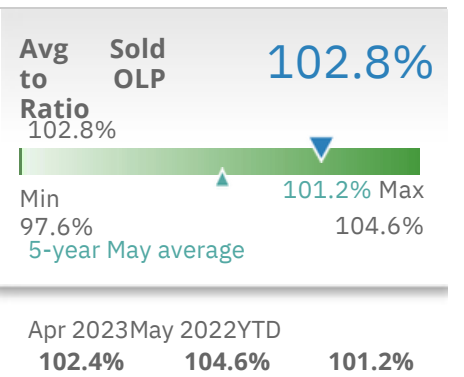 Avg Sold
to OLP
Ratio
102.8%
102.8%
101.2% Max
Min
97.6%
104.6%
5-year May average
Apr 2023May 2022YTD
102.4% 104.6% 101.2%